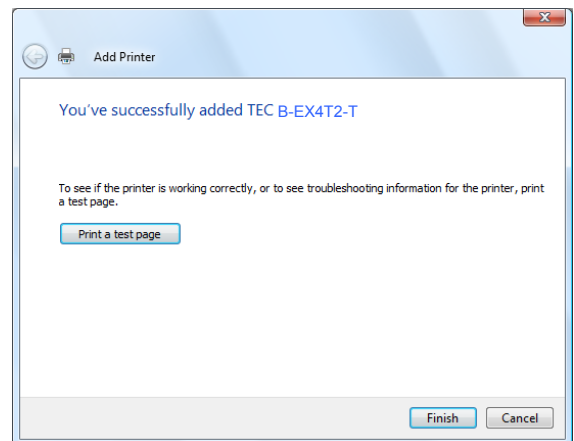 Add Printer
You've successfully added TEC B-EX4T2-T
To see if the printer is working correctly, or to see troubleshooting information for the printer, print
a test page.
Print a test page
Finish
Cancel